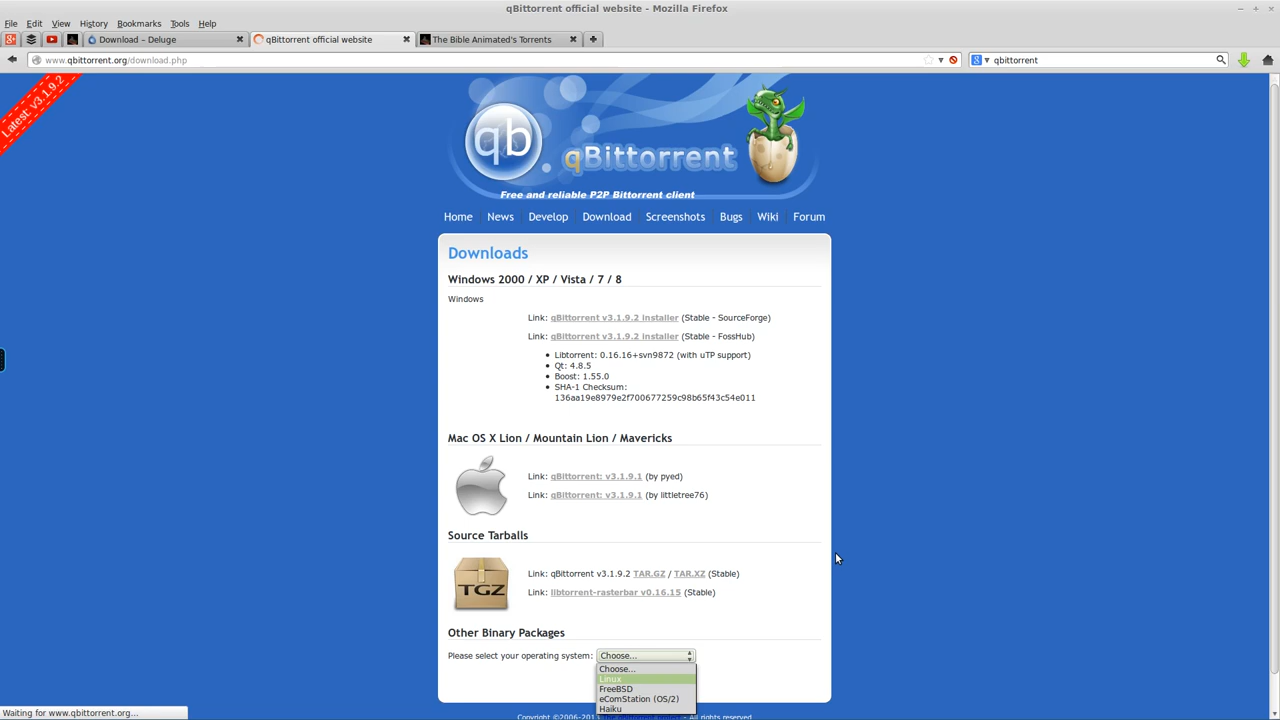 qBittorrent official website - Mozilla Firefox
File Edit View History Bookmarks Tools Help
Download – Deluge
qBittorrent official website
The Bible Animated's Torrents
www.qbittorrent.org/download.php
qbittorrent
Latest: v3.1.9.2
qb
qBittorrent
Free and reliable P2P Bittorrent client
Home News Develop Download Screenshots Bugs Wiki Forum
Downloads
Windows 2000 / XP / Vista / 7 / 8
Windows
Link: qBittorrent v3.1.9.2 installer (Stable - SourceForge)
Link: qBittorrent v3.1.9.2 installer (Stable - FossHub)
Libtorrent: 0.16.16+svn9872 (with uTP support)
Qt: 4.8.5
Boost: 1.55.0
SHA-1 Checksum:
136aa19e8979e2f700677259c98b65f43c54e011
Mac OS X Lion / Mountain Lion / Mavericks
Link: qBittorrent: v3.1.9.1 (by pyed)
Link: qBittorrent: v3.1.9.1 (by littletree76)
Source Tarballs
TGZ
Link: qBittorrent v3.1.9.2 TAR.GZ / TAR.XZ (Stable)
Link: libtorrent-rasterbar v0.16.15 (Stable)
Other Binary Packages
Please select your operating system: Choose...
Choose...
Linux
FreeBSD
eComStation (OS/2)
Haiku
Waiting for www.qbittorrent.org...
Copyright ©2006-201 All rights reserved